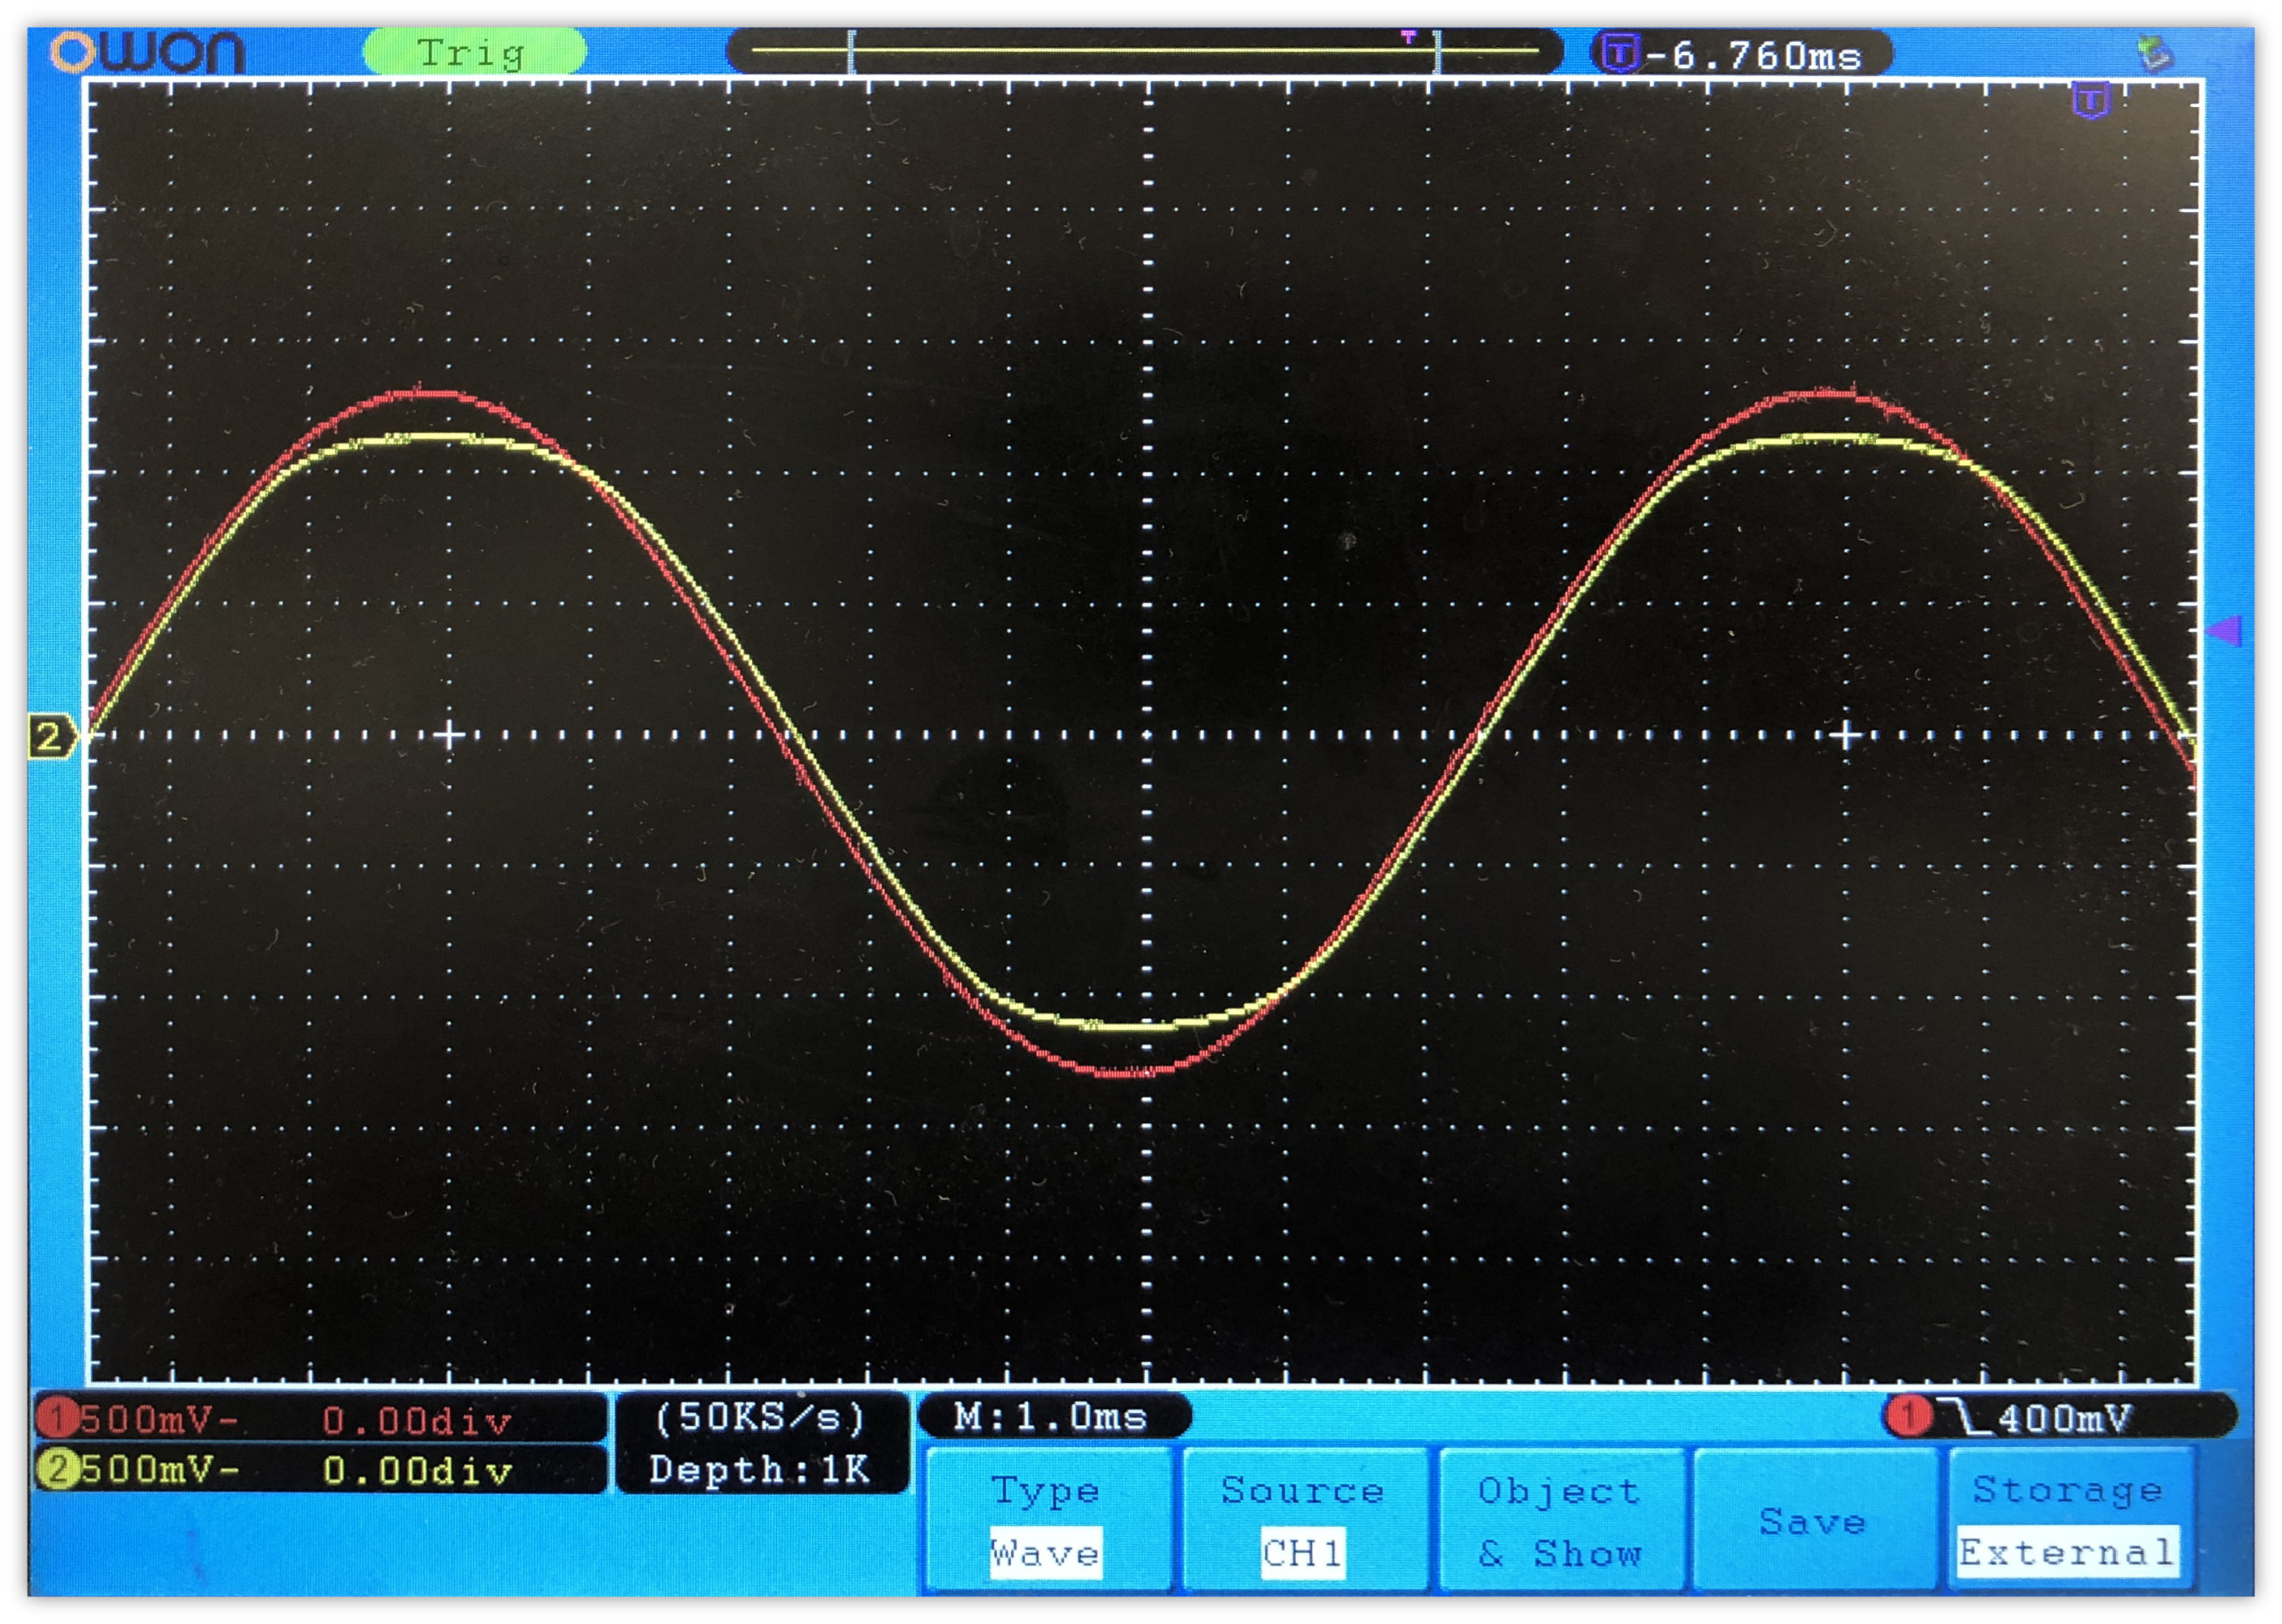 owon Trig T -6.760ms
T
T
2
1 500mV- 0.00div (50KS/s) M:1.0ms 1 400mV
2 500mV- 0.00div Depth:1K
Type Source Object Save Storage
Wave CH1 & Show External